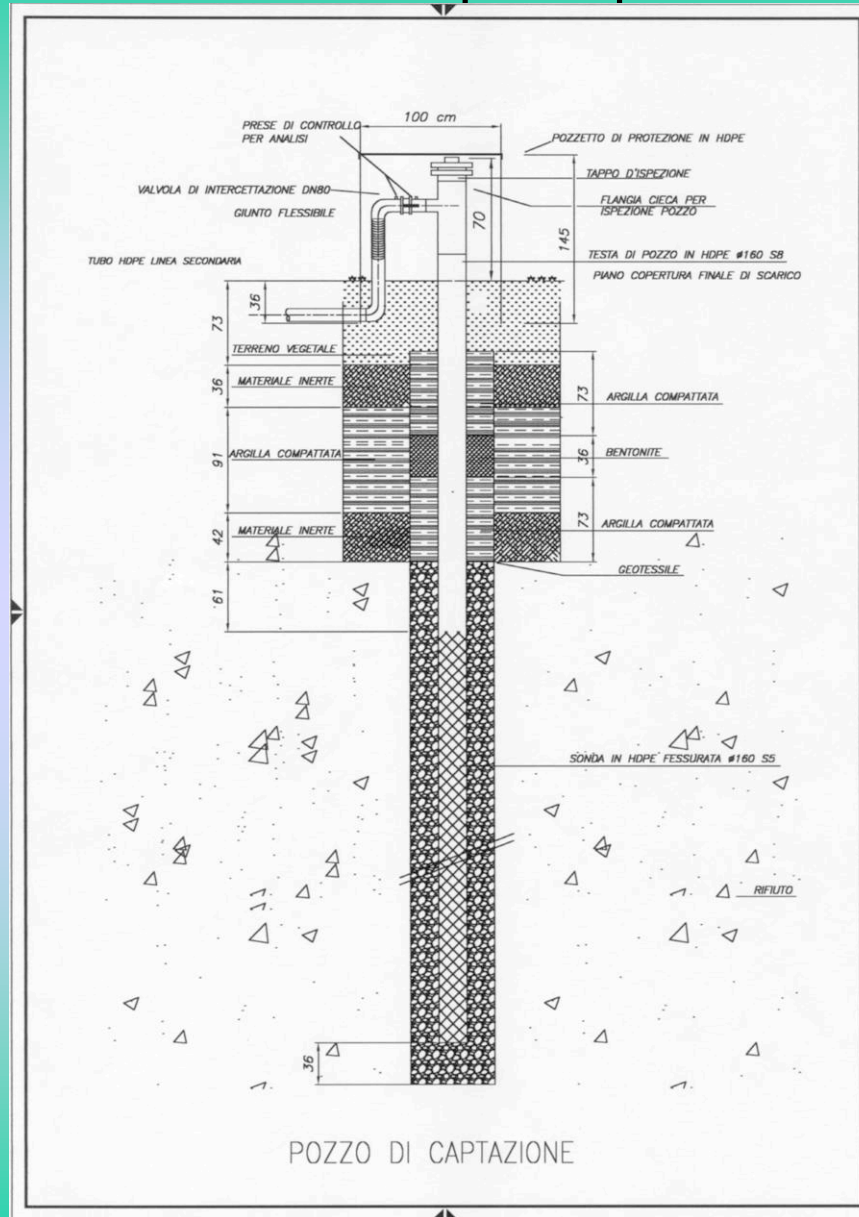 100 cm
PRESE DI CONTROLLO
PER ANALISI
POZZETTO DI PROTEZIONE IN HDPE
TAPPO D'ISPEZIONE
VALVOLA DI INTERCETTAZIONE DN80
FLANGIA CIECA PER
ISPEZIONE POZZO
GIUNTO FLESSIBILE
70
145
TUBO HDPE LINEA SECONDARIA
TESTA DI POZZO IN HDPE ø160 S8
PIANO COPERTURA FINALE DI SCARICO
36
73
TERRENO VEGETALE
36
MATERIALE INERTE
73
ARGILLA COMPATTATA
91
ARGILLA COMPATTATA
36
BENTONITE
42
MATERIALE INERTE
73
ARGILLA COMPATTATA
GEOTESSILE
61
SONDA IN HDPE FESSURATA ø160 S5
RIFIUTO
36
POZZO DI CAPTAZIONE